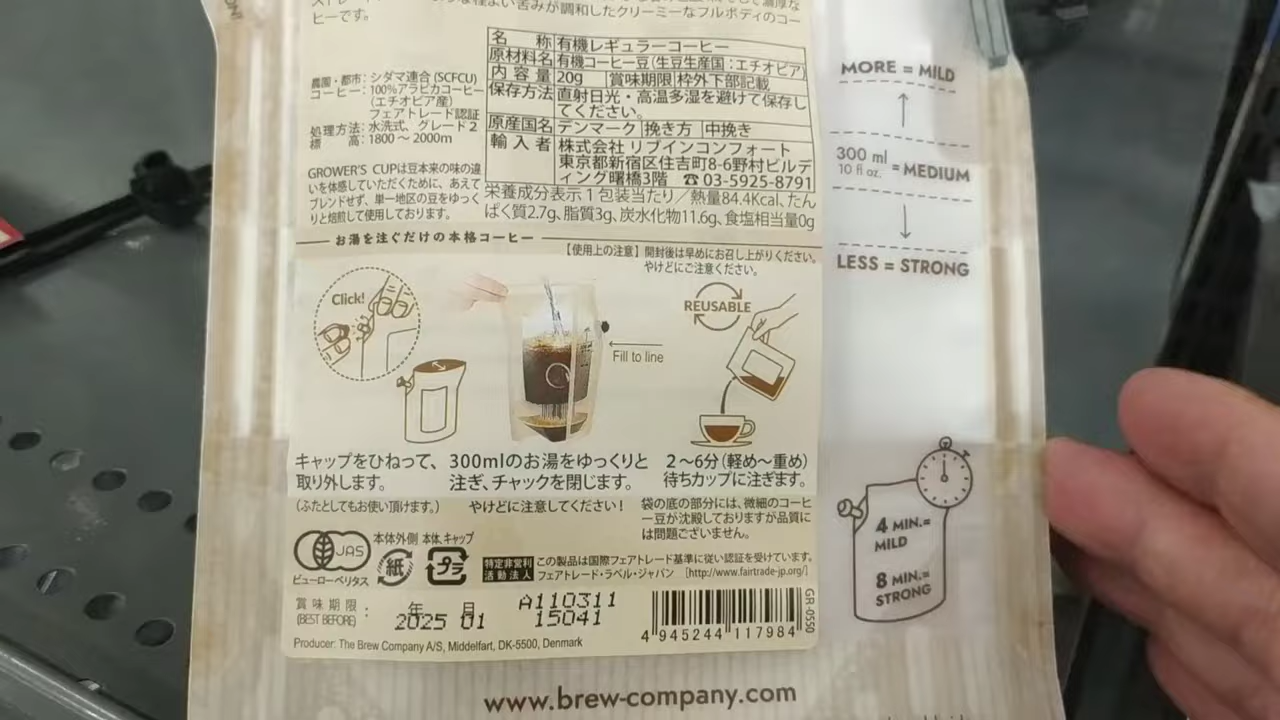 苦みが調和したクリーミーなフルボディのコー
ヒーです。
農園・都市：シダマ連合(SCFCU)
コーヒー：100%アラビカコーヒー
(エチオピア産)
フェアトレード認証
処理方法：水洗式、グレード2
標　　高：1800～2000m
GROWER'S CUPは豆本来の味の違
いを体感していただくために、あえて
ブレンドせず、単一地区の豆をゆっく
りと焙煎して使用しております。
名　称 有機レギュラーコーヒー
原材料名 有機コーヒー豆(生豆生産国：エチオピア)
内容量 20g 賞味期限 枠外下部記載
保存方法 直射日光・高温多湿を避けて保存し
てください。
原産国名 デンマーク 挽き方 中挽き
輸入者 株式会社 リブインコンフォート
東京都新宿区住吉町8-6野村ビルデ
ィング曙橋3階　☎03-5925-8791
栄養成分表示1包装当たり／熱量84.4Kcal、たん
ぱく質2.7g、脂質3g、炭水化物11.6g、食塩相当量0g
お湯を注ぐだけの本格コーヒー
【使用上の注意】開封後は早めにお召し上がりください。
やけどにご注意ください。
Click!
Fill to line
REUSABLE
キャップをひねって、
取り外します。
(ふたとしてもお使い頂けます。)
300mlのお湯をゆっくりと
注ぎ、チャックを閉じます。
やけどに注意してください！
2～6分(軽め～重め)
待ちカップに注ぎます。
袋の底の部分には、微細のコーヒ
ー豆が沈殿しておりますが品質に
は問題ございません。
JAS
ビューローベリタス
本体外側 本体、キャップ
紙 プラ
特定非営利
活動法人
この製品は国際フェアトレード基準に従い認証を受けています。
フェアトレード・ラベル・ジャパン [http://www.fairtrade-jp.org/]
賞味期限：
(BEST BEFORE)
年 月
2025 01
A110311
15041
4 945244 117984
GR-0550
Producer: The Brew Company A/S, Middelfart, DK-5500, Denmark
www.brew-company.com
MORE = MILD
300 ml
10 fl oz.
= MEDIUM
LESS = STRONG
4 MIN.=
MILD
8 MIN.=
STRONG